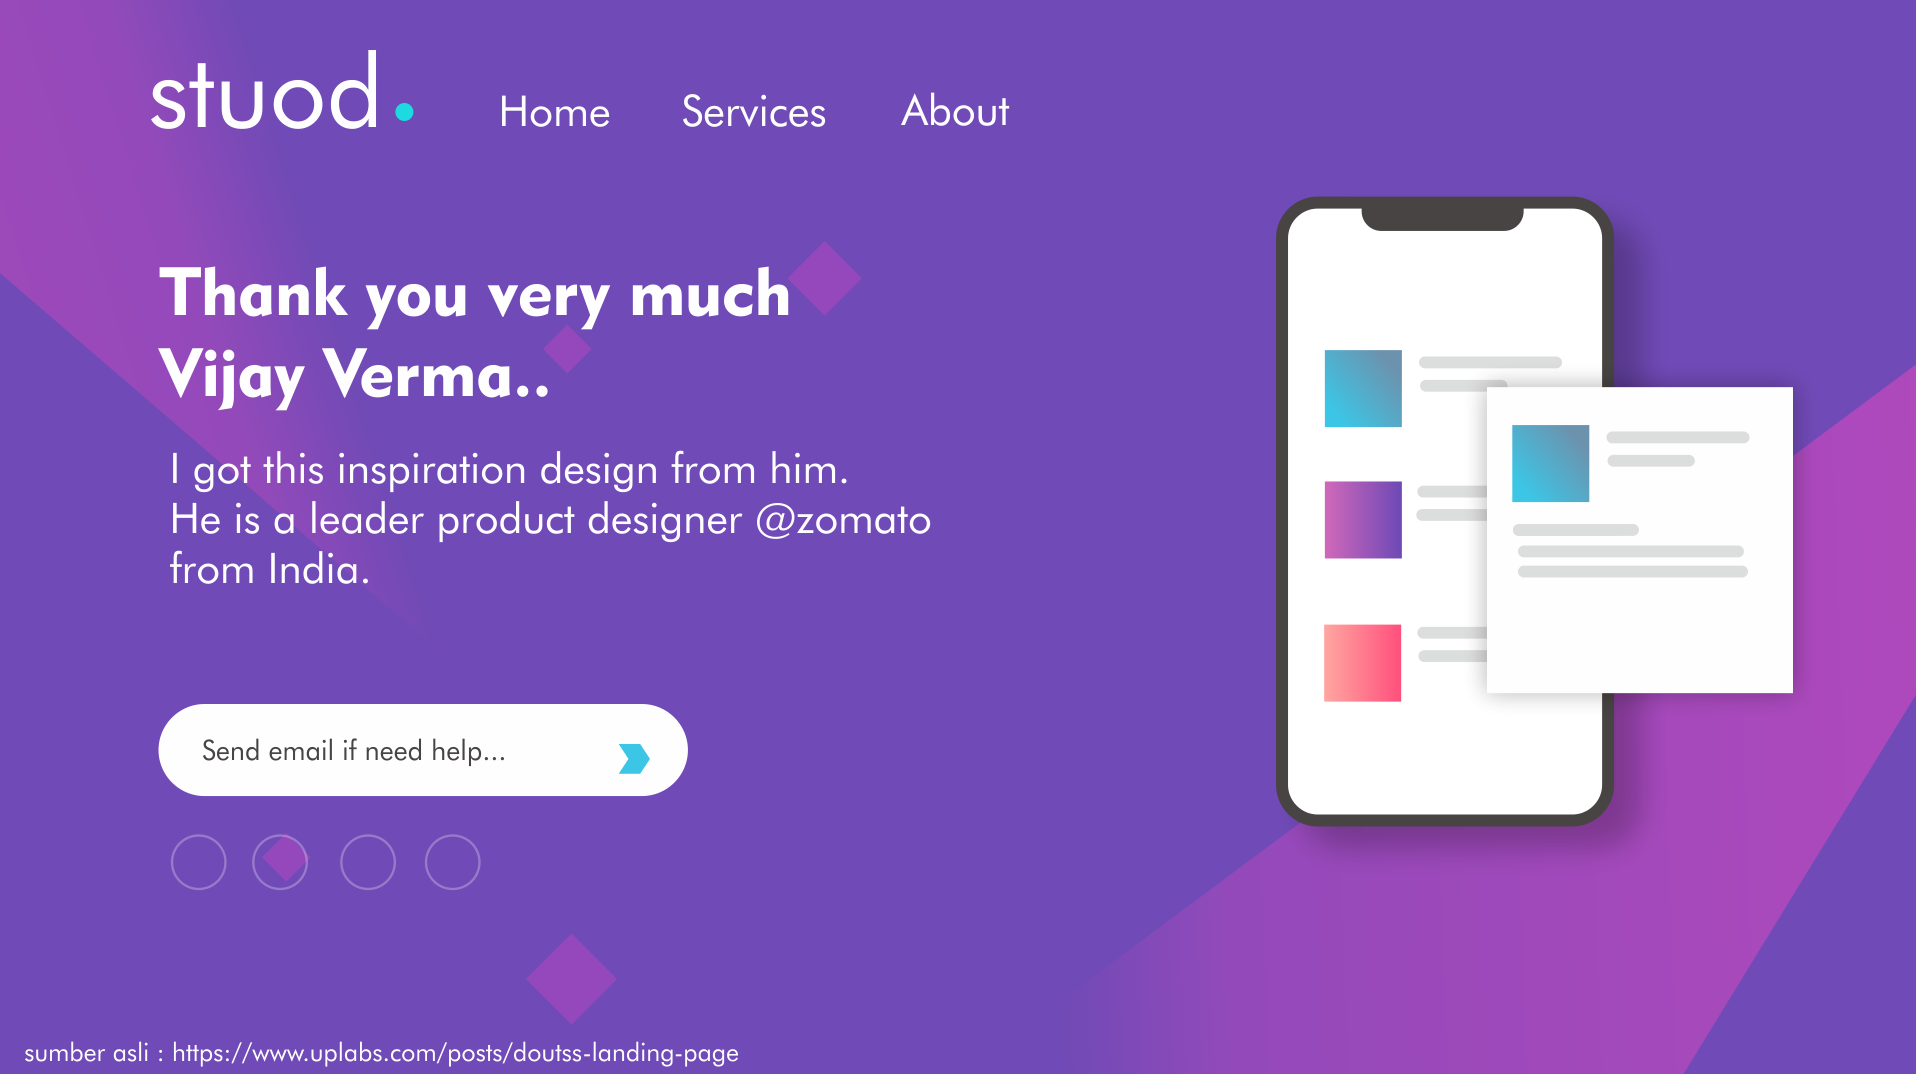 stuod.
Home Services About
Thank you very much
Vijay Verma..
I got this inspiration design from him.
He is a leader product designer @zomato
from India.
Send email if need help...
sumber asli : https://www.uplabs.com/posts/doutss-landing-page